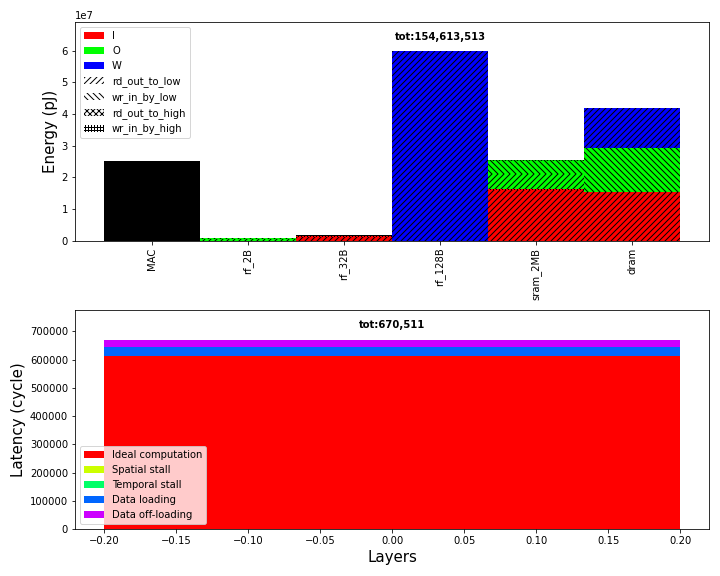 1e7
tot:154,613,513
I
O
W
rd_out_to_low
wr_in_by_low
rd_out_to_high
wr_in_by_high
Energy (pJ)
6
5
4
3
2
1
0
MAC
rf_2B
rf_32B
rf_128B
sram_2MB
dram
tot:670,511
Latency (cycle)
700000
600000
500000
400000
300000
200000
100000
0
Ideal computation
Spatial stall
Temporal stall
Data loading
Data off-loading
−0.20
−0.15
−0.10
−0.05
0.00
0.05
0.10
0.15
0.20
Layers